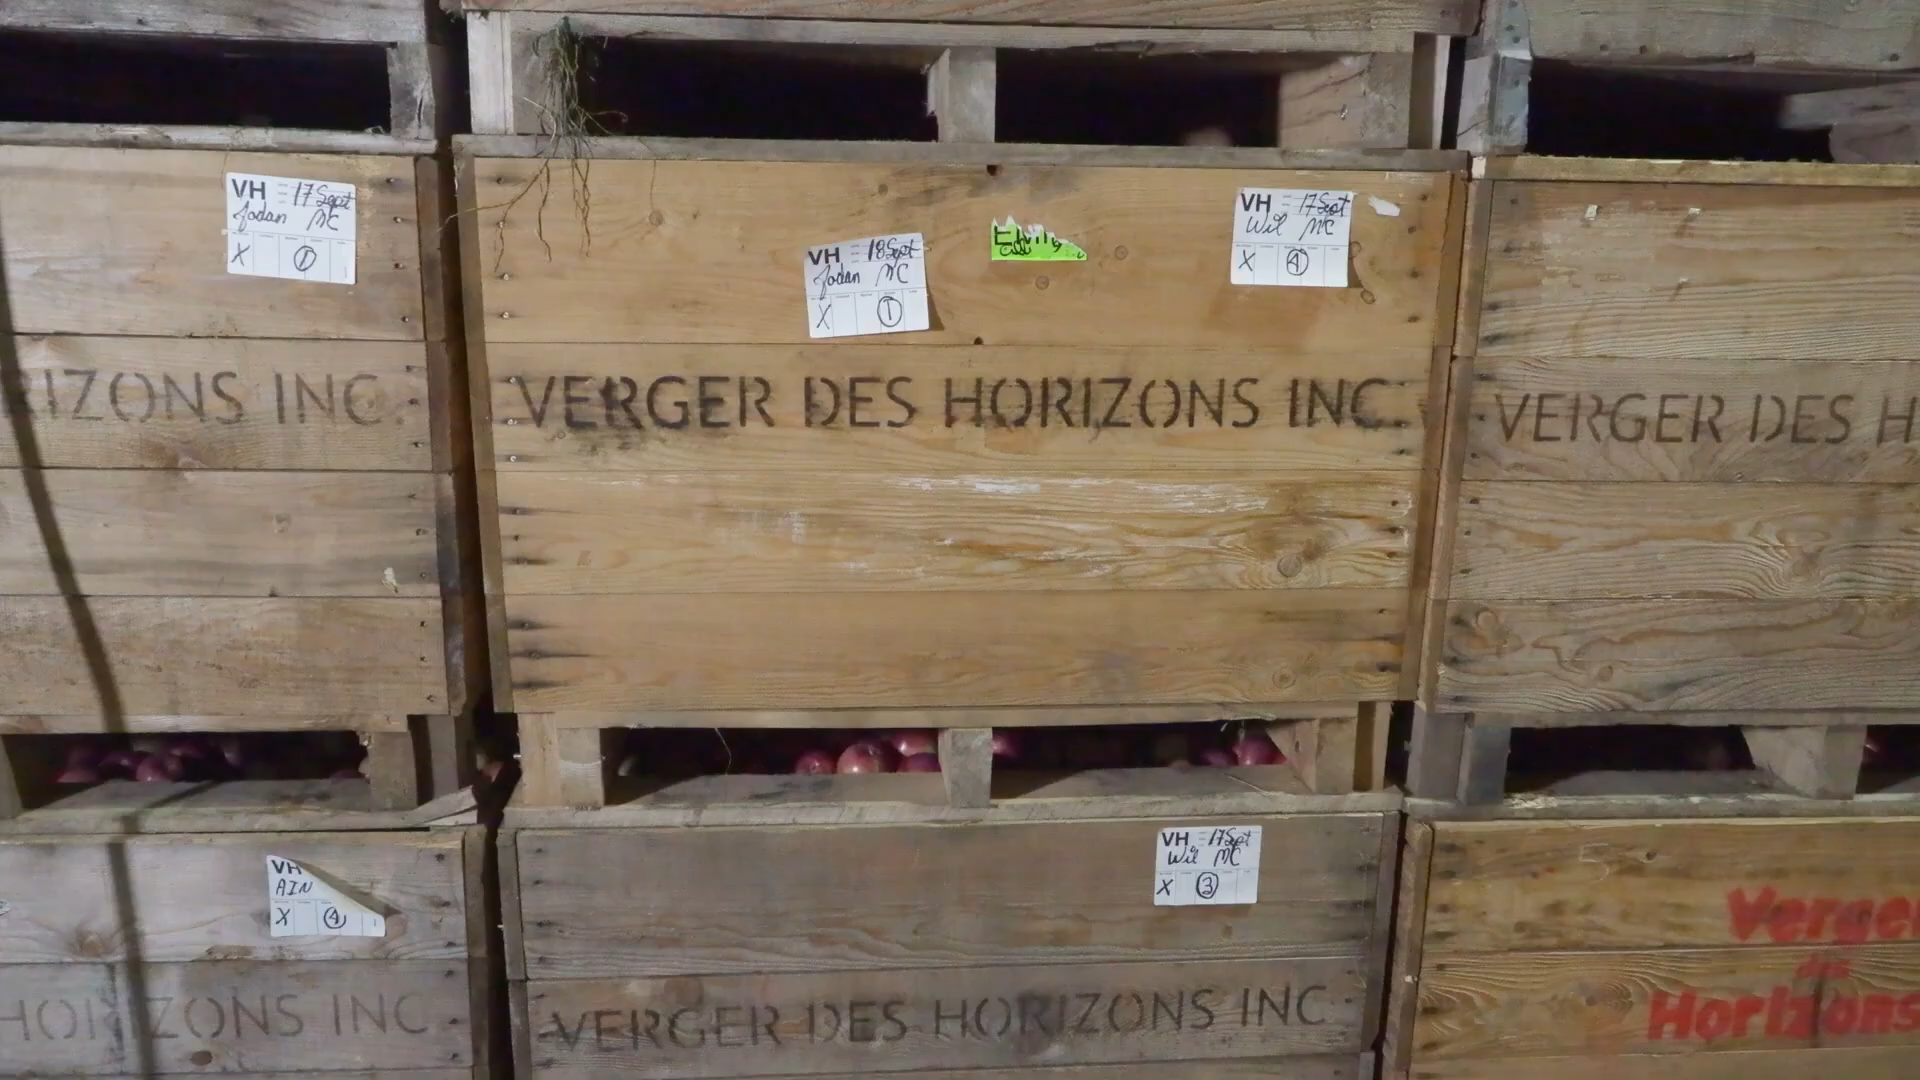 VH 17 Sept
Jodan MC
X 1
VH 18 Sept
Jodan MC
X 1
VH 17 Sept
Wil MC
X 4
RIZONS INC.
VERGER DES HORIZONS INC.
VERGER DES H
VH
AIN
X 4
VH 17 Sept
Wil MC
X 3
HORIZONS INC
VERGER DES HORIZONS INC
Verger
des
Horizons